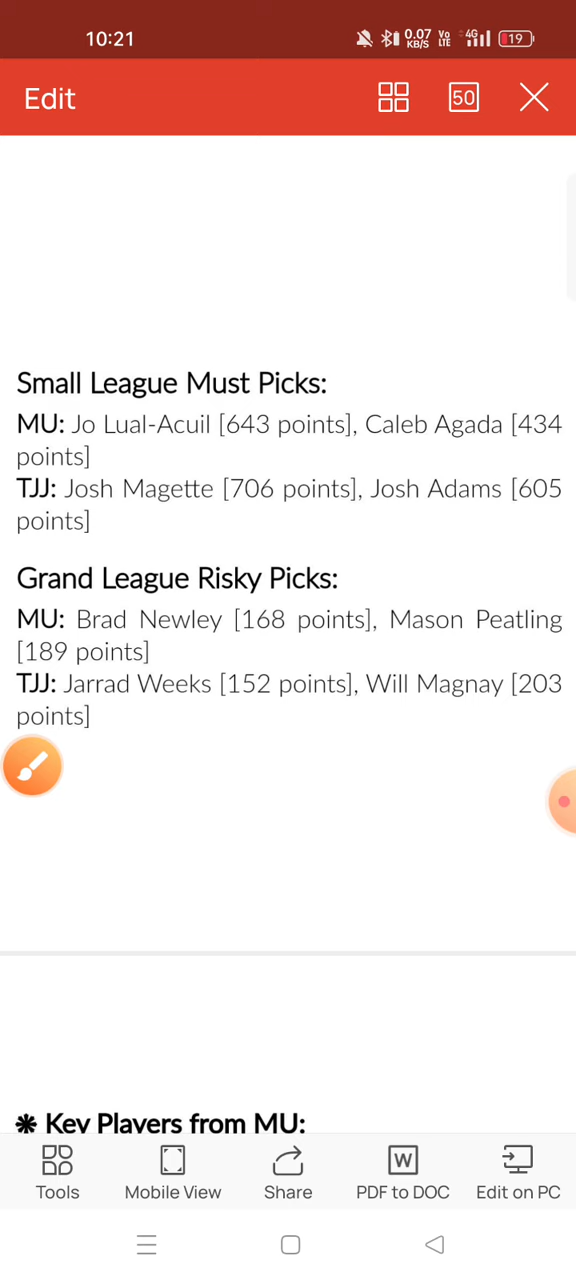 10:21
0.07 KB/S
Vo LTE
4G
19
Edit
50
Small League Must Picks:
MU: Jo Lual-Acuil [643 points], Caleb Agada [434
points]
TJJ: Josh Magette [706 points], Josh Adams [605
points]
Grand League Risky Picks:
MU: Brad Newley [168 points], Mason Peatling
[189 points]
TJJ: Jarrad Weeks [152 points], Will Magnay [203
points]
❋ Key Players from MU:
W
Tools
Mobile View
Share
PDF to DOC
Edit on PC